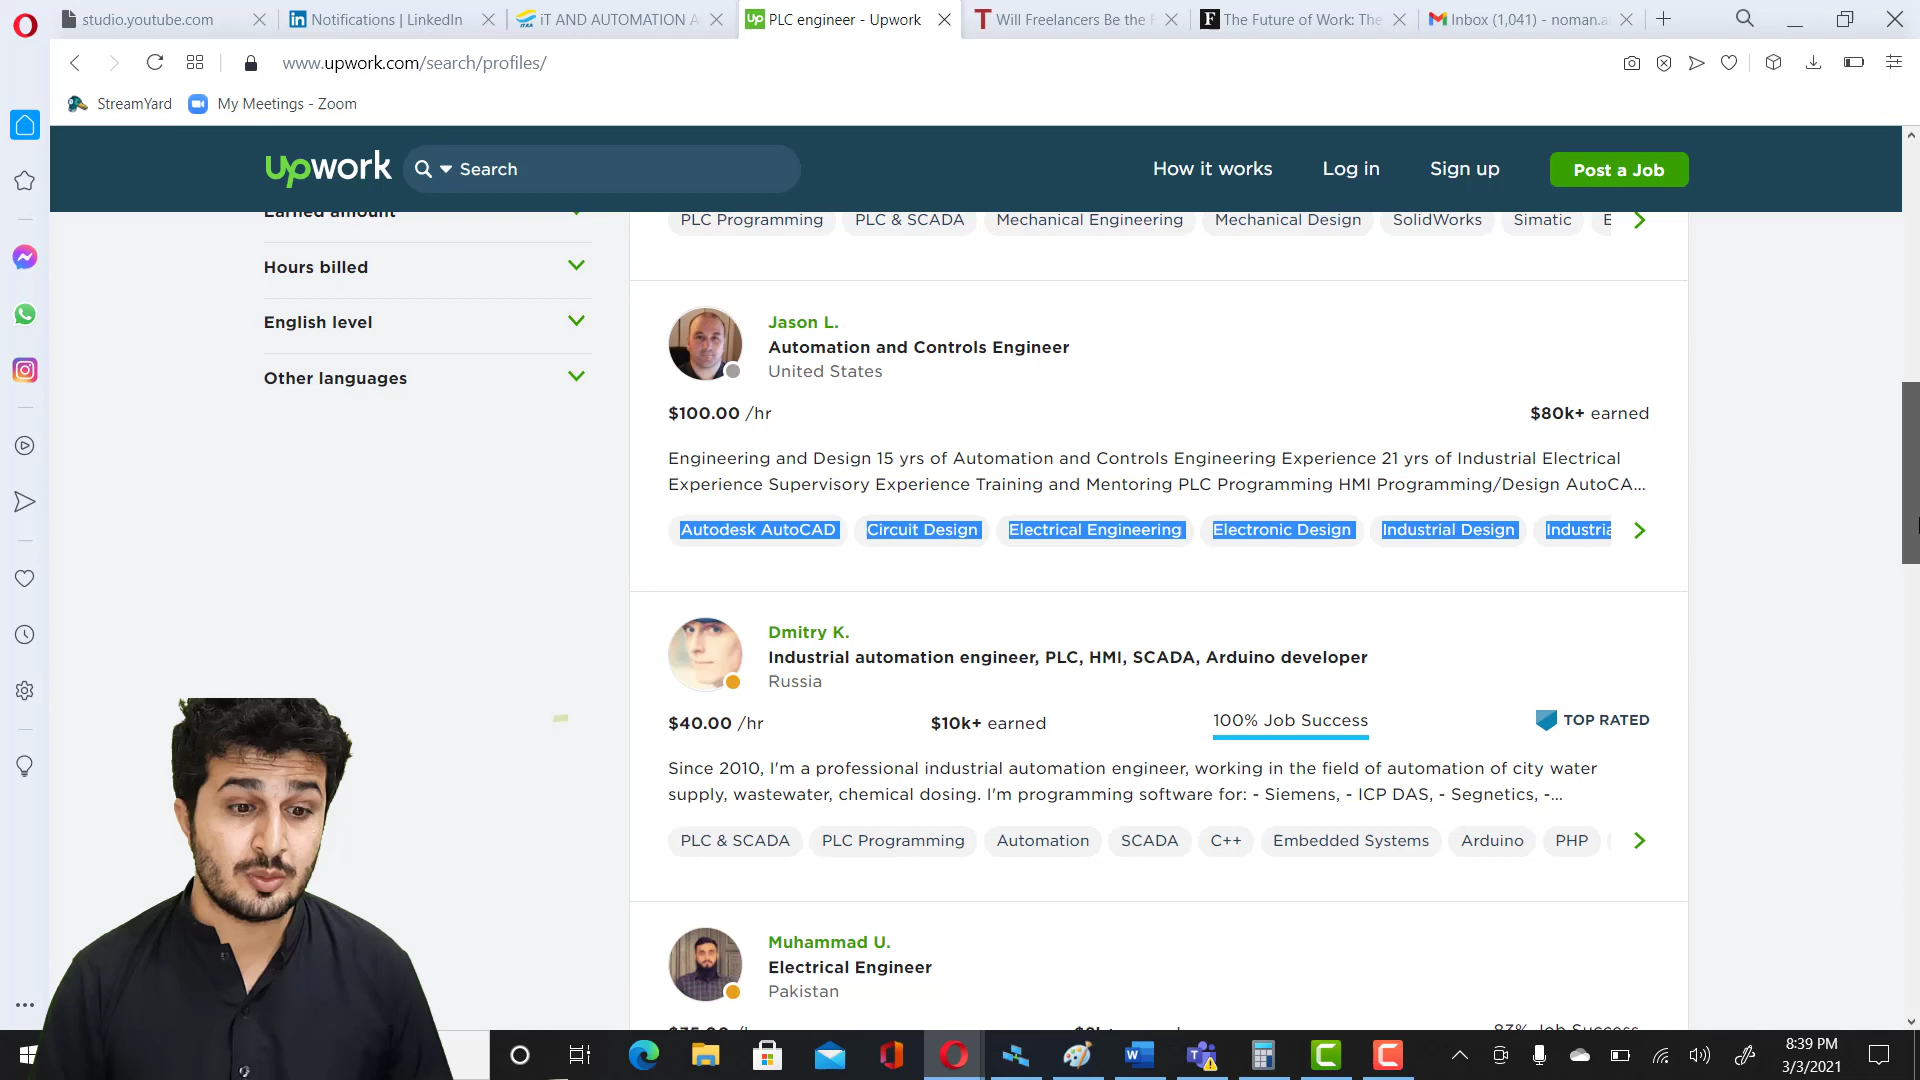 studio.youtube.com
Notifications | LinkedIn
iT AND AUTOMATION A
PLC engineer - Upwork
Will Freelancers Be the F
The Future of Work: The
Inbox (1,041) - noman.a
www.upwork.com/search/profiles/
StreamYard
My Meetings - Zoom
upwork
Search
How it works
Log in
Sign up
Post a Job
Earned amount
Hours billed
English level
Other languages
PLC Programming
PLC & SCADA
Mechanical Engineering
Mechanical Design
SolidWorks
Simatic
E
Jason L.
Automation and Controls Engineer
United States
$100.00 /hr
$80k+ earned
Engineering and Design 15 yrs of Automation and Controls Engineering Experience 21 yrs of Industrial Electrical
Experience Supervisory Experience Training and Mentoring PLC Programming HMI Programming/Design AutoCA...
Autodesk AutoCAD
Circuit Design
Electrical Engineering
Electronic Design
Industrial Design
Industria
Dmitry K.
Industrial automation engineer, PLC, HMI, SCADA, Arduino developer
Russia
$40.00 /hr
$10k+ earned
100% Job Success
TOP RATED
Since 2010, I'm a professional industrial automation engineer, working in the field of automation of city water
supply, wastewater, chemical dosing. I'm programming software for: - Siemens, - ICP DAS, - Segnetics, -...
PLC & SCADA
PLC Programming
Automation
SCADA
C++
Embedded Systems
Arduino
PHP
Muhammad U.
Electrical Engineer
Pakistan
8:39 PM
3/3/2021